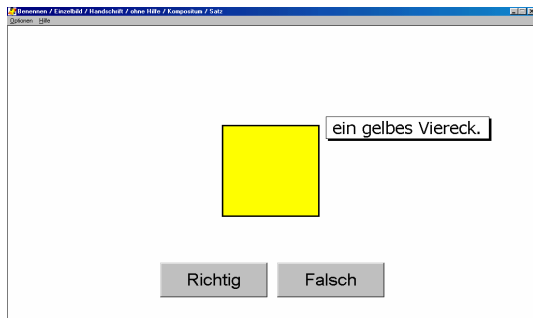 Benennen / Einzelbild / Handschrift / ohne Hilfe / Kompositum / Satz
Optionen Hilfe
ein gelbes Viereck.
Richtig Falsch